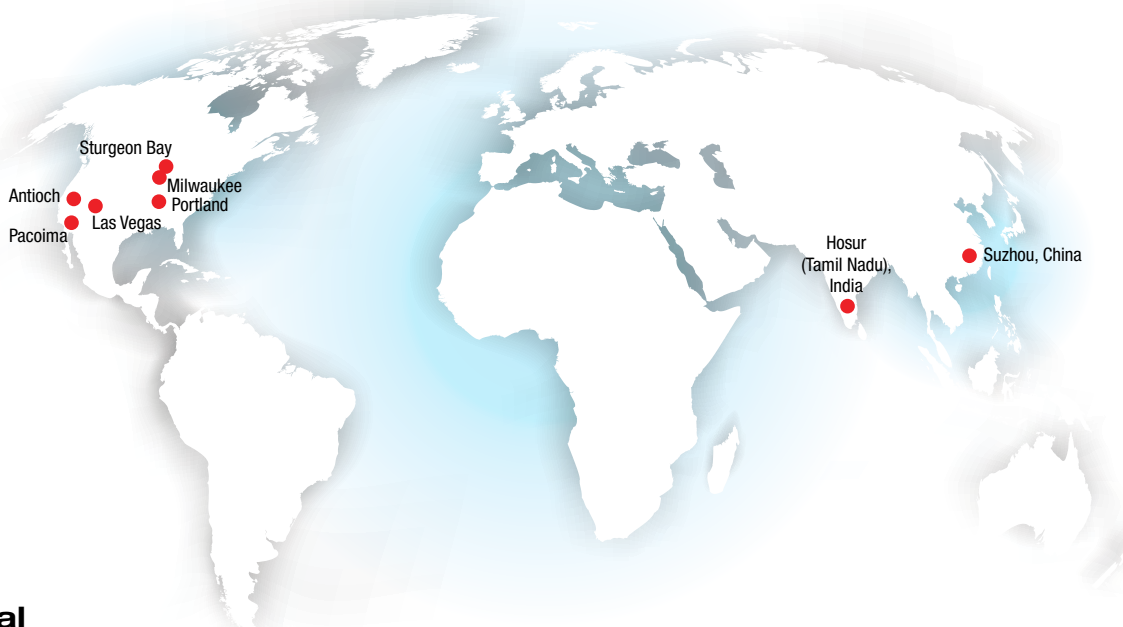 Sturgeon Bay
Milwaukee
Antioch
Portland
Las Vegas
Pacoima
Hosur
(Tamil Nadu),
India
Suzhou, China
al